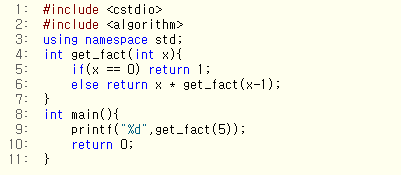 1: #include <cstdio>
2: #include <algorithm>
3: using namespace std;
4: int get_fact(int x){
5:     if(x == 0) return 1;
6:     else return x * get_fact(x-1);
7: }
8: int main(){
9:     printf("%d",get_fact(5));
10:     return 0;
11: }